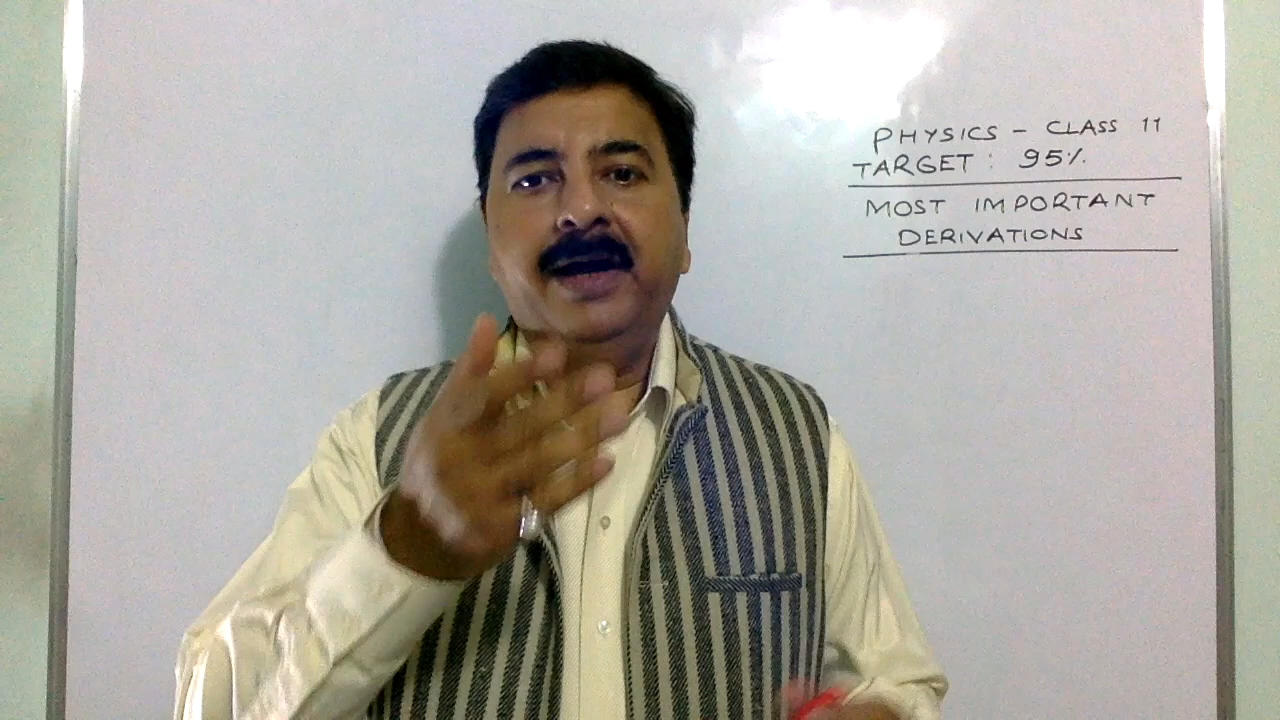 PHYSICS - CLASS 11
TARGET : 95%
MOST IMPORTANT
DERIVATIONS